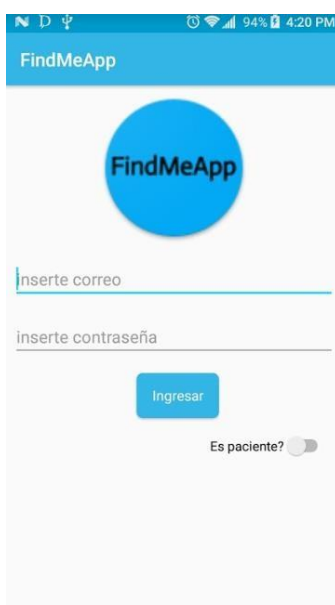 94% 4:20 PM
FindMeApp
FindMeApp
inserte correo
inserte contraseña
Ingresar
Es paciente?